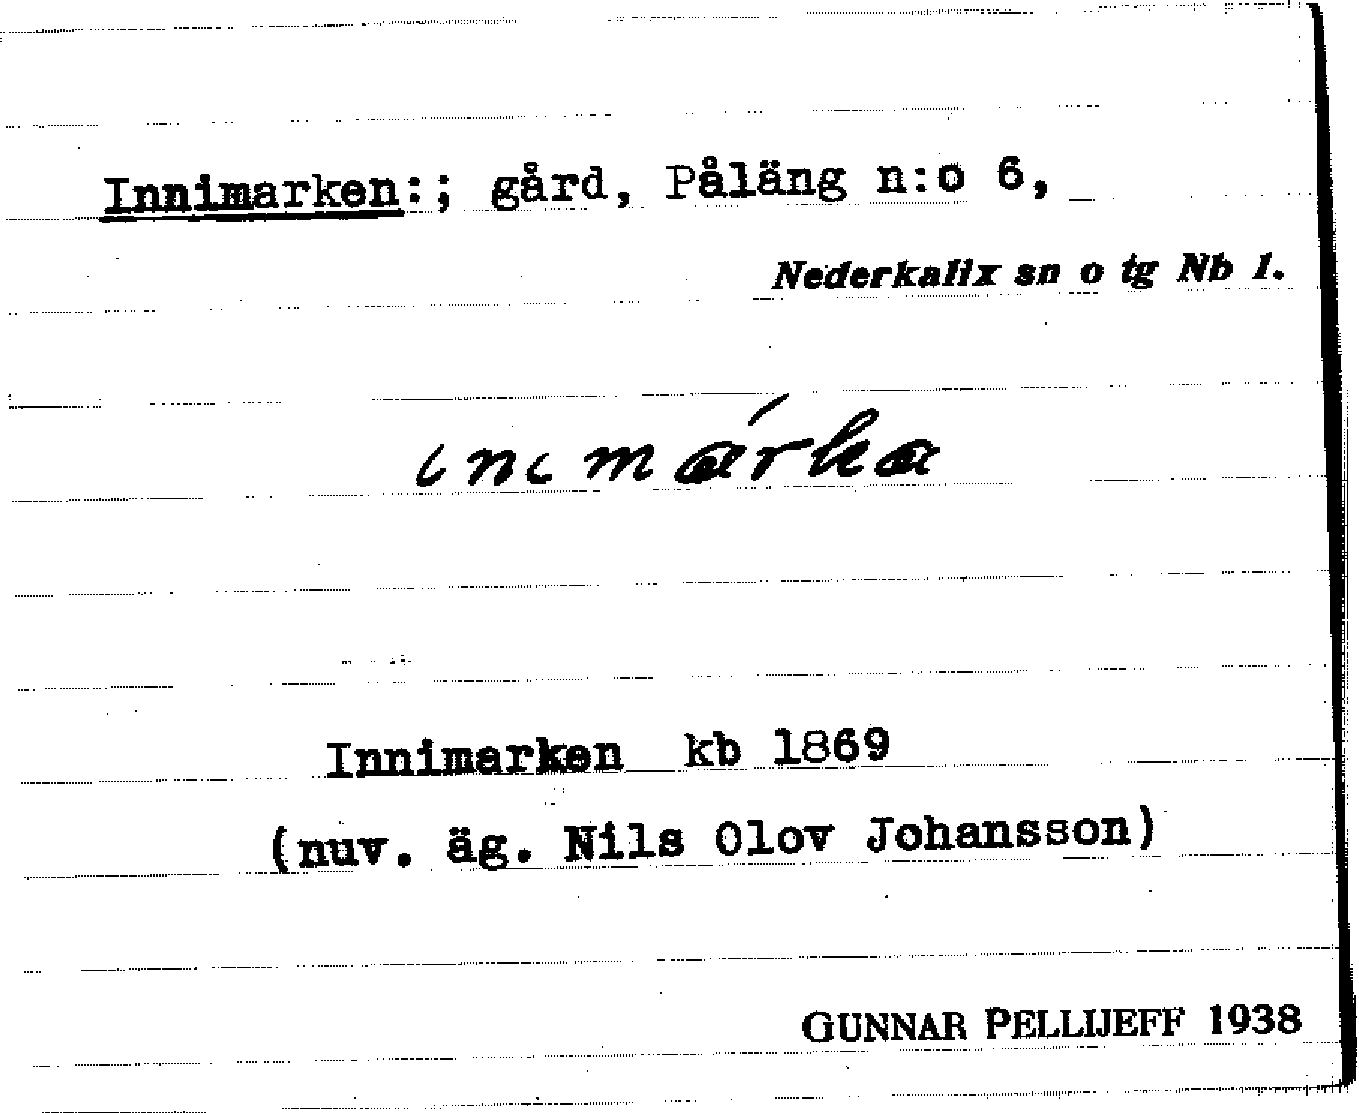 Innimarken:; gård, Påläng n:o 6,
Nederkalix sn o tg Nb 1.
inimárka
Innimarken kb 1869
(nuv. äg. Nils Olov Johansson)
GUNNAR PELLIJEFF 1938